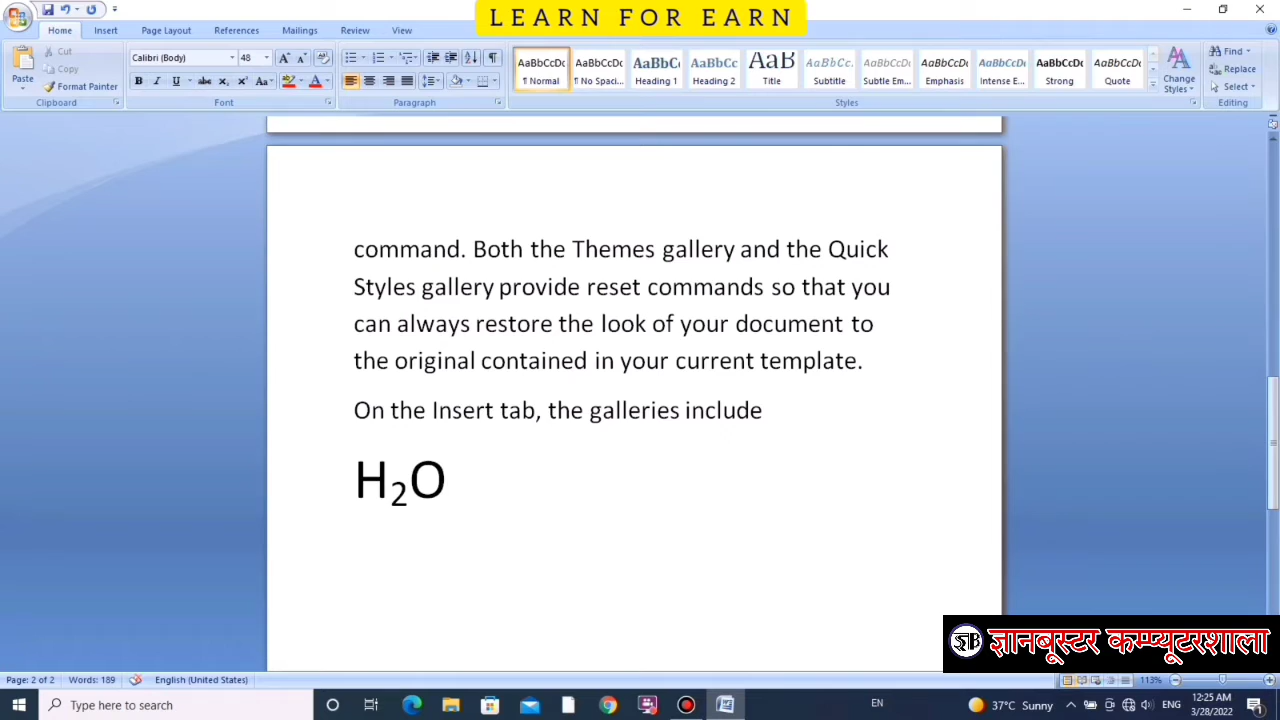 LEARN FOR EARN
Home Insert Page Layout References Mailings Review View
Paste
Cut
Copy
Format Painter
Clipboard
Calibri (Body) 48
Font
Paragraph
AaBbCcDc AaBbCcDc AaBbC AaBbCc AaB AaBbCc. AaBbCcDc AaBbCcDc AaBbCcDc AaBbCcDc AaBbCcDc
¶ Normal ¶ No Spaci... Heading 1 Heading 2 Title Subtitle Subtle Em... Emphasis Intense E... Strong Quote
Styles
Change Styles
Find
Replace
Select
Editing
command. Both the Themes gallery and the Quick
Styles gallery provide reset commands so that you
can always restore the look of your document to
the original contained in your current template.
On the Insert tab, the galleries include
H₂O
ज्ञानबूस्टर कम्प्यूटरशाला
Page: 2 of 2 Words: 189 English (United States) 113%
Type here to search
EN
37°C Sunny
ENG
12:25 AM
3/28/2022